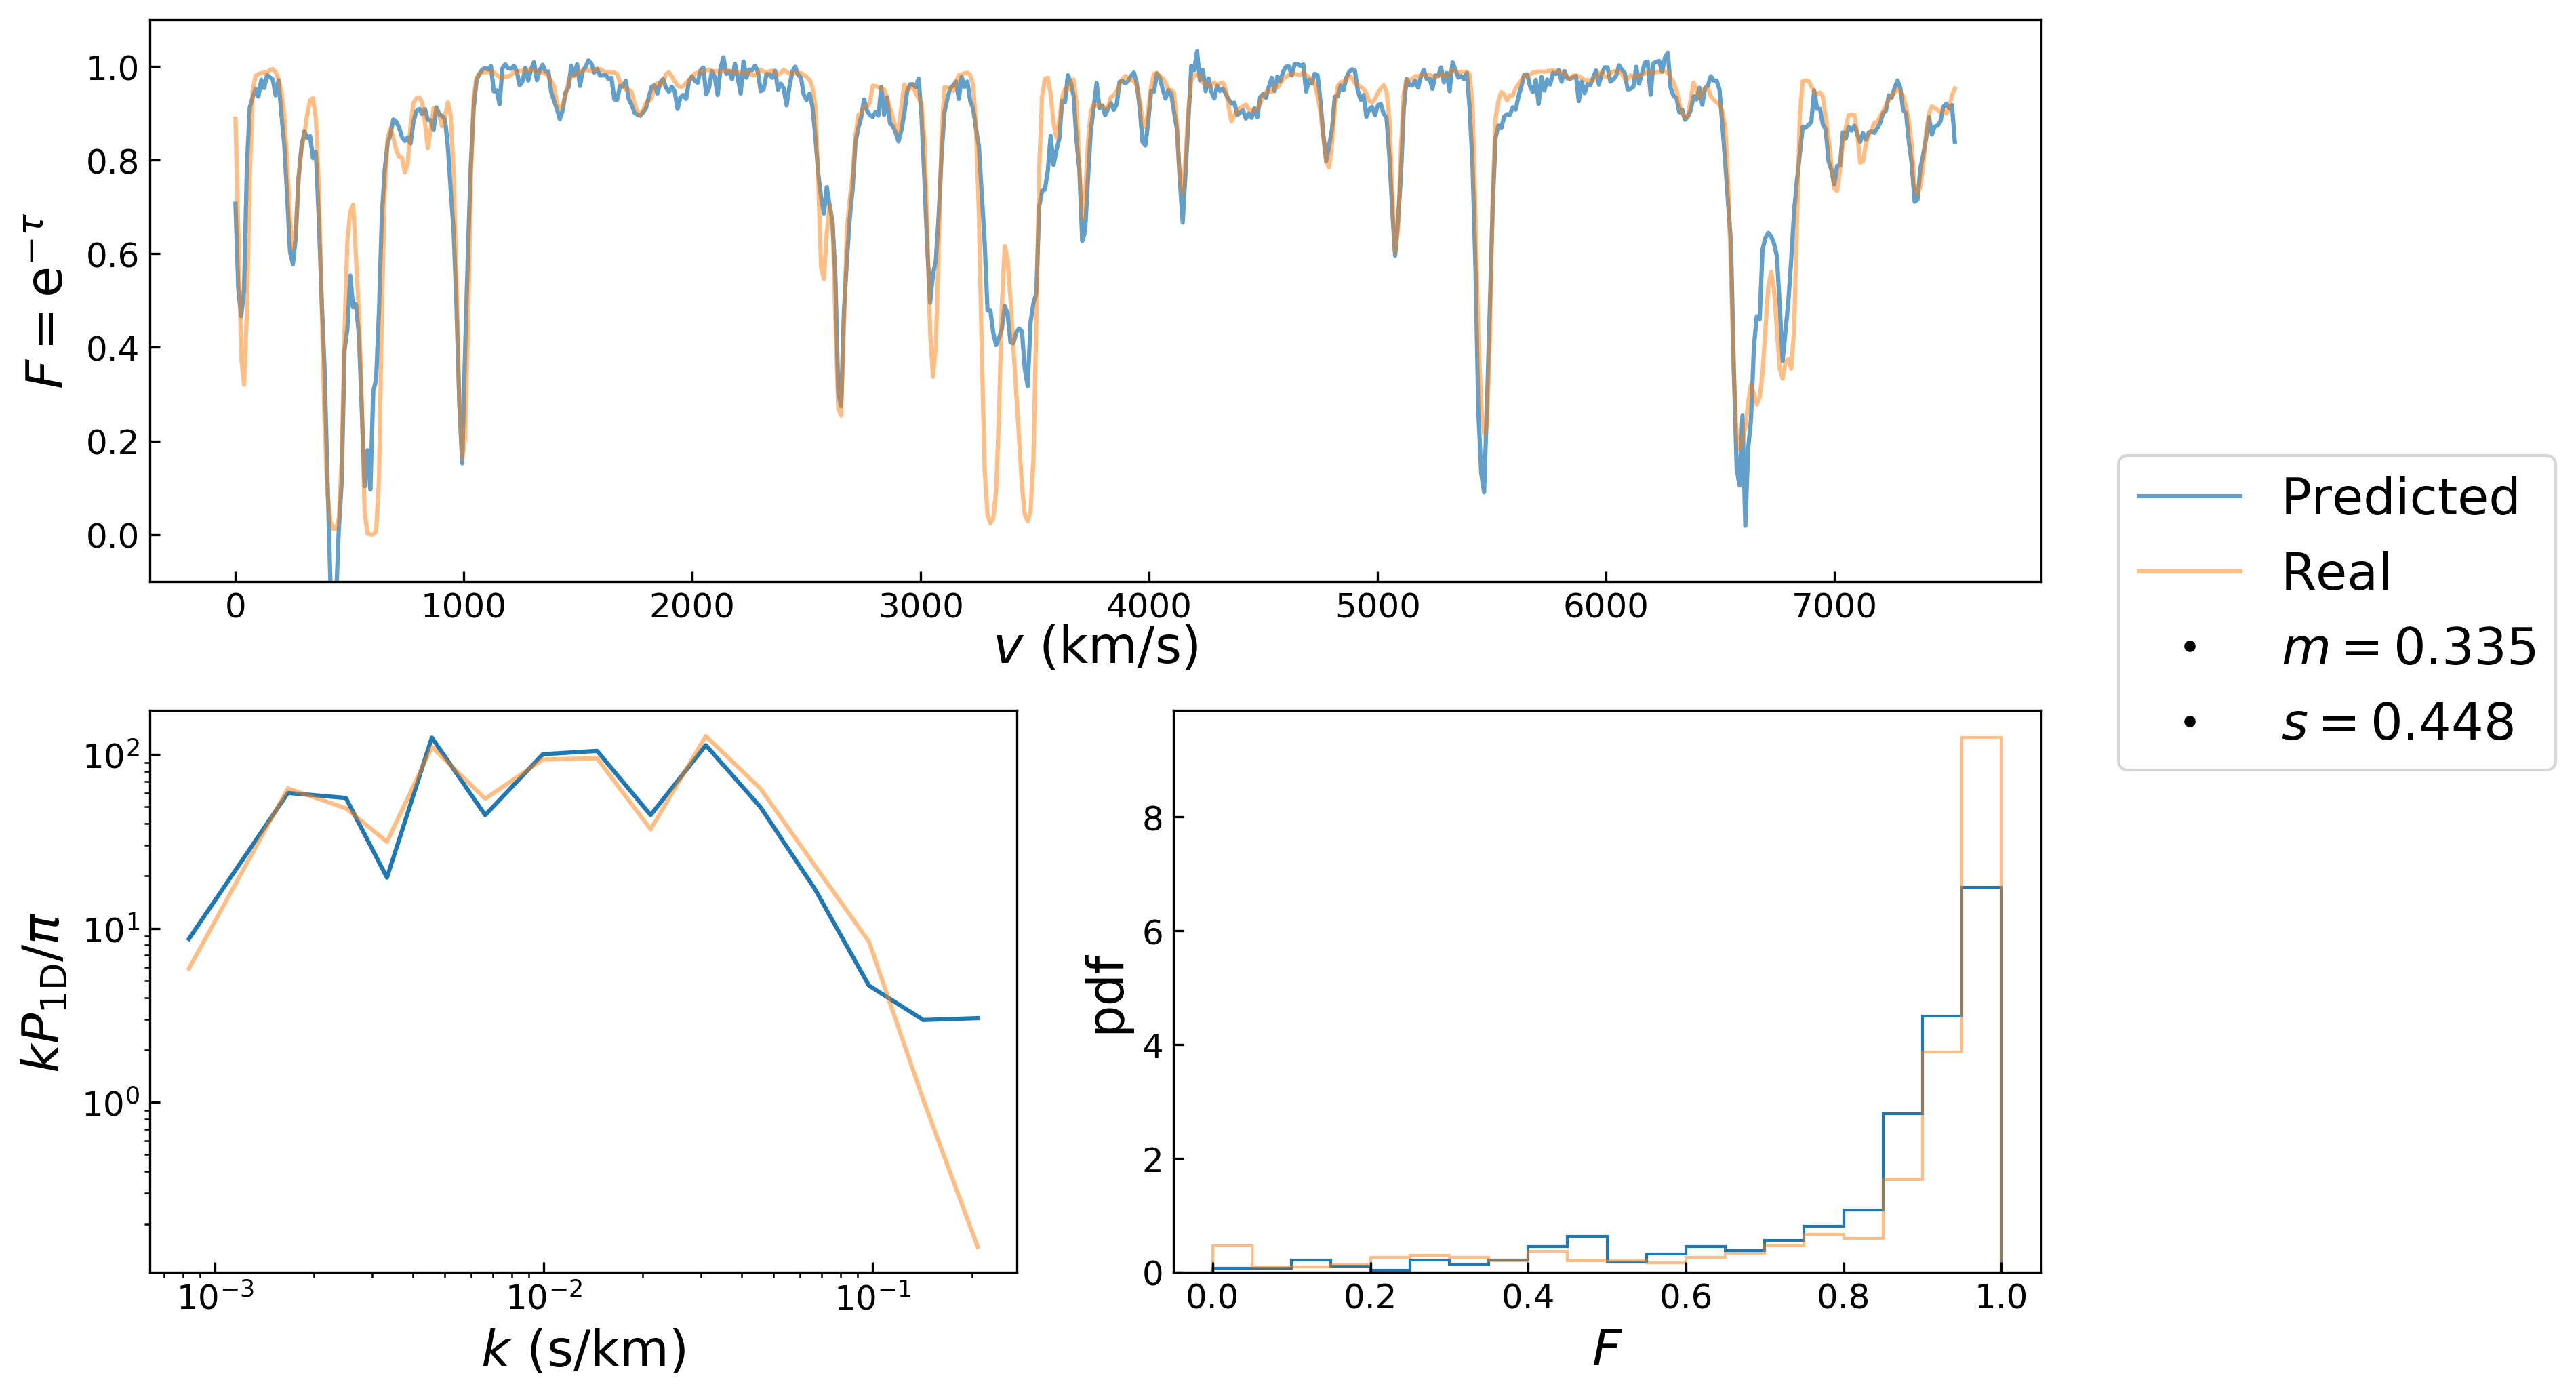 1.0
0.8
0.6
0.4
0.2
0.0
F = e^{−τ}
0 1000 2000 3000 4000 5000 6000 7000
v (km/s)
Predicted
Real
m = 0.335
s = 0.448
10^2
10^1
10^0
kP_{1D}/π
10^{−3} 10^{−2} 10^{−1}
k (s/km)
8
6
4
2
0
pdf
0.0 0.2 0.4 0.6 0.8 1.0
F